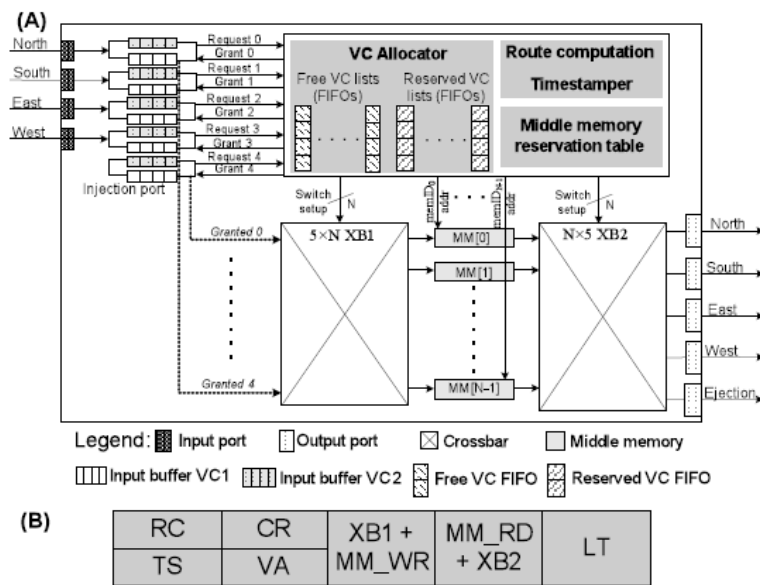 (A)
North
South
East
West
Injection port
Request 0
Grant 0
Request 1
Grant 1
Request 2
Grant 2
Request 3
Grant 3
Request 4
Grant 4
VC Allocator
Free VC lists
(FIFOs)
Reserved VC
lists (FIFOs)
Route computation
Timestamper
Middle memory
reservation table
Switch
setup
N
memID0
addr
memIDN-1
addr
Switch
setup
N
Granted 0
Granted 4
5×N XB1
MM[0]
MM[1]
MM[N-1]
N×5 XB2
North
South
East
West
Ejection
Legend:
Input port
Output port
Crossbar
Middle memory
Input buffer VC1
Input buffer VC2
Free VC FIFO
Reserved VC FIFO
(B)
RC
TS
CR
VA
XB1 +
MM_WR
MM_RD
+ XB2
LT